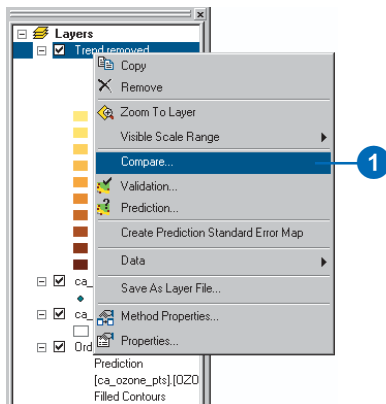 Layers
Trend removed
Copy
Remove
Zoom To Layer
Visible Scale Range
Compare...
1
Validation...
Prediction...
Create Prediction Standard Error Map
Data
ca_
Save As Layer File...
ca_
Method Properties...
Ord
Properties...
Prediction
[ca_ozone_pts].[OZO
Filled Contours